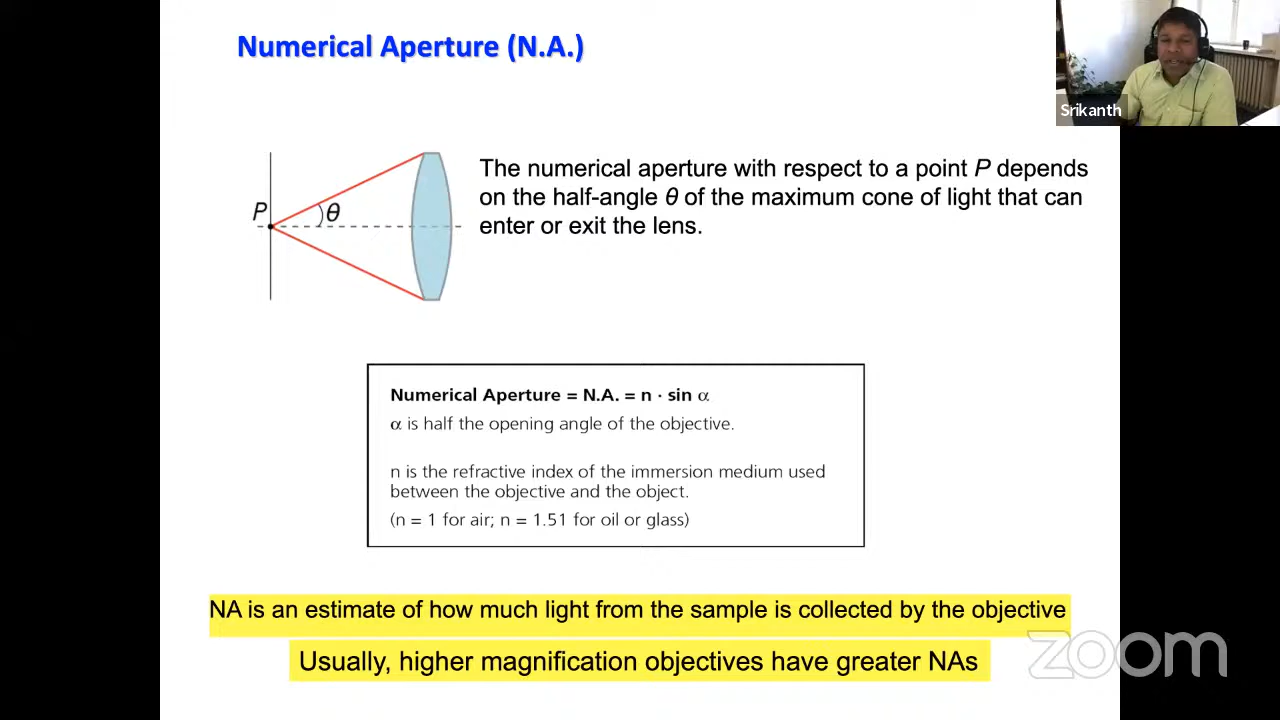 Numerical Aperture (N.A.)
Srikanth
P
θ
The numerical aperture with respect to a point P depends
on the half-angle θ of the maximum cone of light that can
enter or exit the lens.
Numerical Aperture = N.A. = n · sin α
α is half the opening angle of the objective.
n is the refractive index of the immersion medium used
between the objective and the object.
(n = 1 for air; n = 1.51 for oil or glass)
NA is an estimate of how much light from the sample is collected by the objective
Usually, higher magnification objectives have greater NAs
zoom